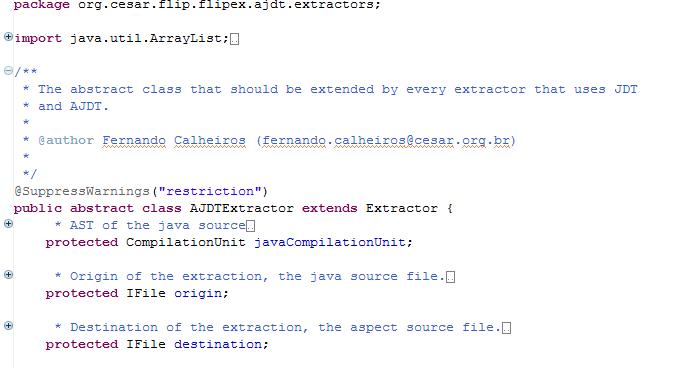 package org.cesar.flip.flipex.ajdt.extractors;
import java.util.ArrayList;
/**
 * The abstract class that should be extended by every extractor that uses JDT
 * and AJDT.
 *
 * @author Fernando Calheiros (fernando.calheiros@cesar.org.br)
 *
 */
@SuppressWarnings("restriction")
public abstract class AJDTExtractor extends Extractor {
     * AST of the java source
    protected CompilationUnit javaCompilationUnit;
     * Origin of the extraction, the java source file.
    protected IFile origin;
     * Destination of the extraction, the aspect source file.
    protected IFile destination;